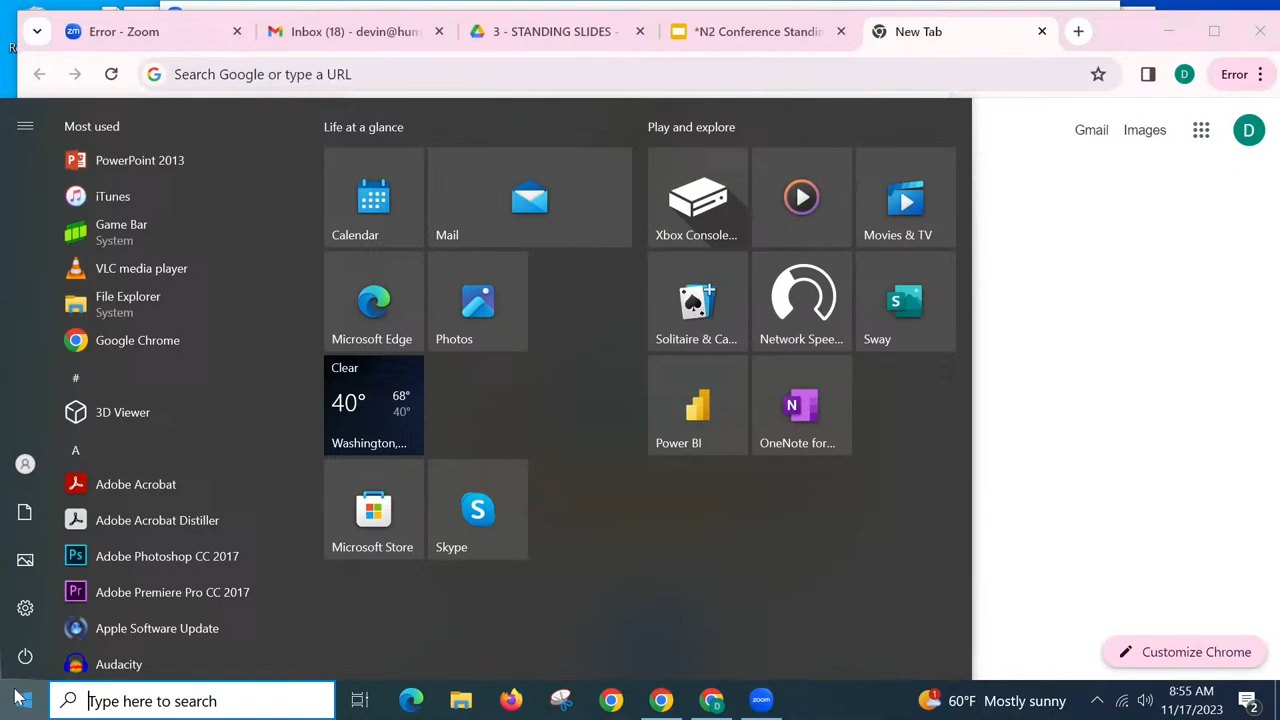 Error - Zoom
Inbox (18) - devin@hum
3 - STANDING SLIDES -
*N2 Conference Standin
New Tab
Search Google or type a URL
D
Error
Gmail
Images
D
Most used
PowerPoint 2013
iTunes
Game Bar
System
VLC media player
File Explorer
System
Google Chrome
#
3D Viewer
A
Adobe Acrobat
Adobe Acrobat Distiller
Adobe Photoshop CC 2017
Adobe Premiere Pro CC 2017
Apple Software Update
Audacity
Life at a glance
Calendar
Mail
Microsoft Edge
Photos
Clear
40°
68°
40°
Washington,...
Microsoft Store
Skype
Play and explore
Xbox Console...
Movies & TV
Solitaire & Ca...
Network Spee...
Sway
Power BI
OneNote for...
Customize Chrome
Type here to search
60°F Mostly sunny
8:55 AM
11/17/2023
2